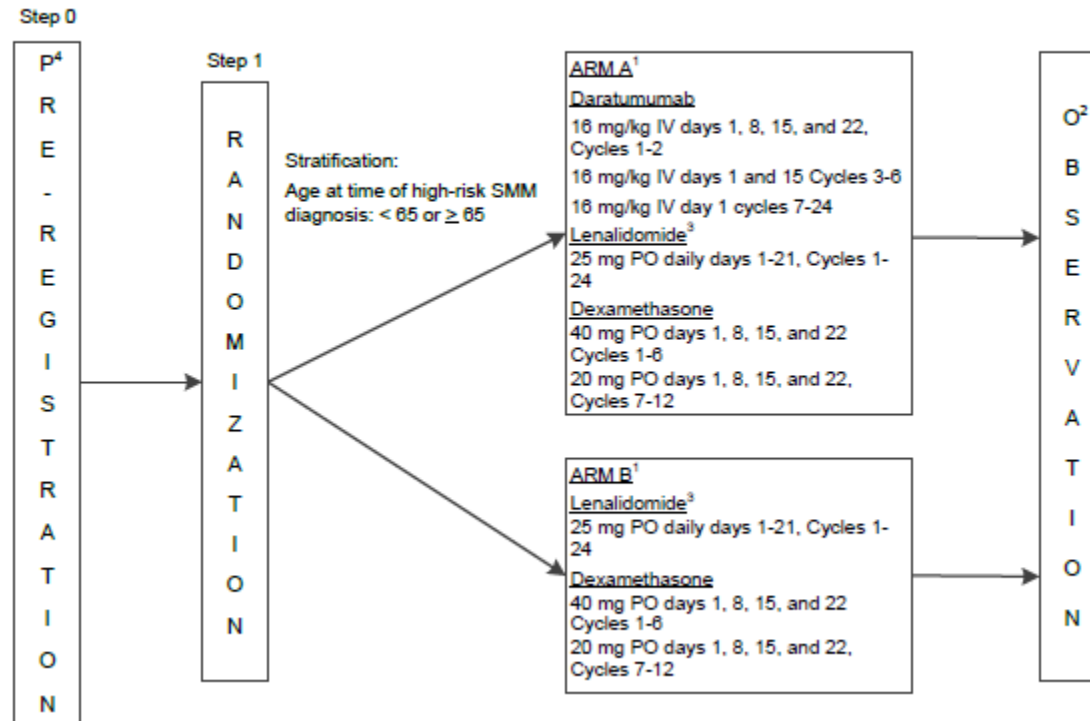 Step 0
P⁴
R
E
-
R
E
G
I
S
T
R
A
T
I
O
N
Step 1
R
A
N
D
O
M
I
Z
A
T
I
O
N
Stratification:
Age at time of high-risk SMM
diagnosis: < 65 or ≥ 65
ARM A¹
Daratumumab
16 mg/kg IV days 1, 8, 15, and 22,
Cycles 1-2
16 mg/kg IV days 1 and 15 Cycles 3-6
16 mg/kg IV day 1 cycles 7-24
Lenalidomide³
25 mg PO daily days 1-21, Cycles 1-
24
Dexamethasone
40 mg PO days 1, 8, 15, and 22
Cycles 1-6
20 mg PO days 1, 8, 15, and 22,
Cycles 7-12
ARM B¹
Lenalidomide³
25 mg PO daily days 1-21, Cycles 1-
24
Dexamethasone
40 mg PO days 1, 8, 15, and 22
Cycles 1-6
20 mg PO days 1, 8, 15, and 22,
Cycles 7-12
O²
B
S
E
R
V
A
T
I
O
N